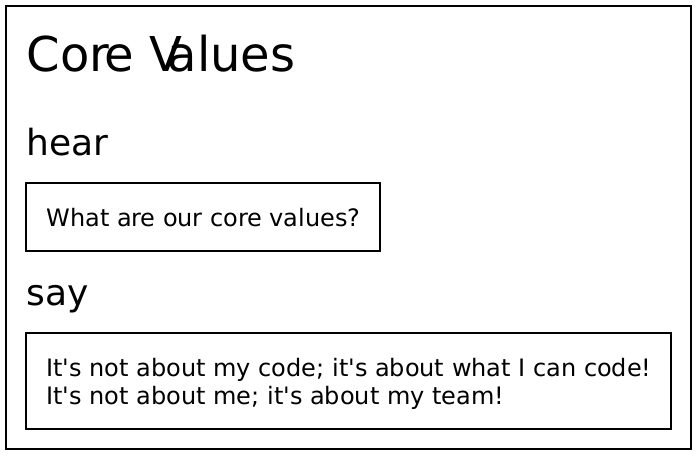 Core Values
hear
What are our core values?
say
It's not about my code; it's about what I can code!
It's not about me; it's about my team!